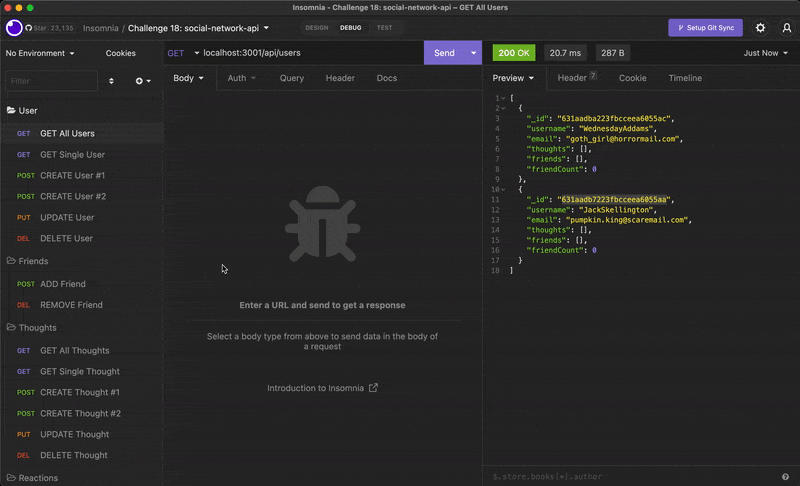 Insomnia - Challenge 18: social-network-api – GET All Users
Star 23,135
Insomnia / Challenge 18: social-network-api
DESIGN DEBUG TEST
Setup Git Sync
No Environment Cookies
GET localhost:3001/api/users Send
200 OK 20.7 ms 287 B Just Now
Filter
Body Auth Query Header Docs
Preview Header 7 Cookie Timeline
User
GET GET All Users
GET GET Single User
POST CREATE User #1
POST CREATE User #2
PUT UPDATE User
DEL DELETE User
Friends
POST ADD Friend
DEL REMOVE Friend
Thoughts
GET GET All Thoughts
GET GET Single Thought
POST CREATE Thought #1
POST CREATE Thought #2
PUT UPDATE Thought
DEL DELETE Thought
Reactions
Enter a URL and send to get a response
Select a body type from above to send data in the body of
a request
Introduction to Insomnia
1 [
2 {
3 "_id": "631aadba223fbcceea6055ac",
4 "username": "WednesdayAddams",
5 "email": "goth_girl@horrormail.com",
6 "thoughts": [],
7 "friends": [],
8 "friendCount": 0
9 },
10 {
11 "_id": "631aadb7223fbcceea6055aa",
12 "username": "JackSkellington",
13 "email": "pumpkin.king@scaremail.com",
14 "thoughts": [],
15 "friends": [],
16 "friendCount": 0
17 }
18 ]
$.store.books[*].author